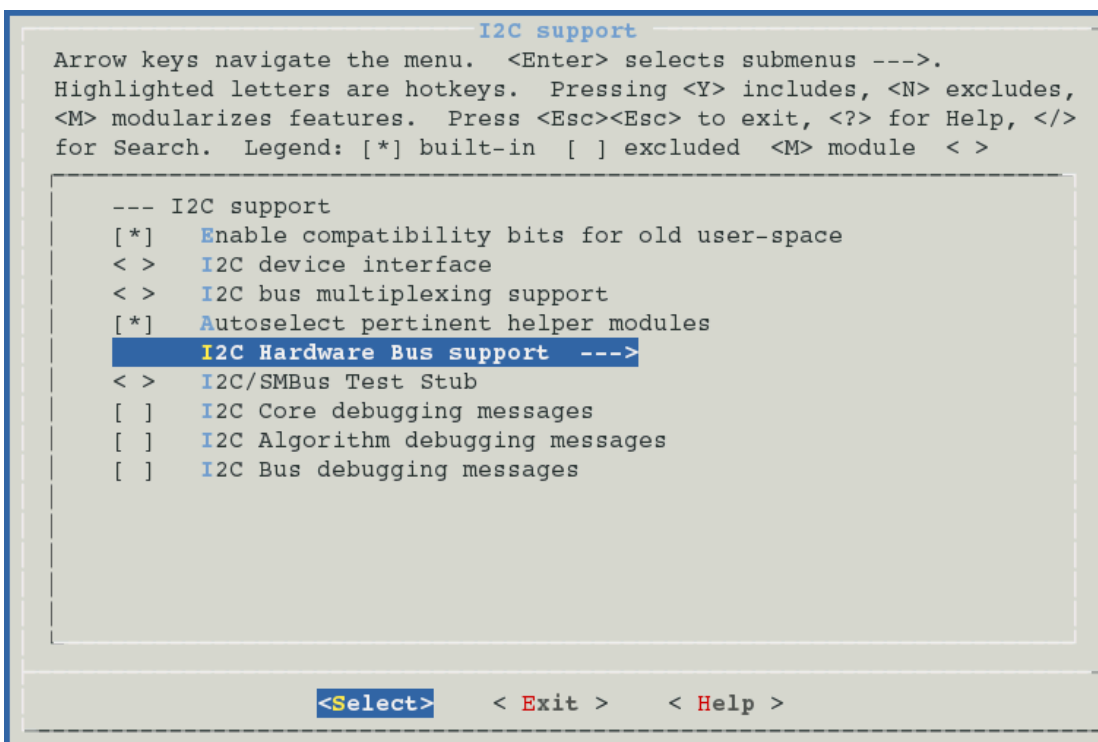 I2C support
Arrow keys navigate the menu.  <Enter> selects submenus --->.
Highlighted letters are hotkeys.  Pressing <Y> includes, <N> excludes,
<M> modularizes features.  Press <Esc><Esc> to exit, <?> for Help, </>
for Search.  Legend: [*] built-in  [ ] excluded  <M> module  < >
--- I2C support
[*]   Enable compatibility bits for old user-space
< >   I2C device interface
< >   I2C bus multiplexing support
[*]   Autoselect pertinent helper modules
I2C Hardware Bus support  --->
< >   I2C/SMBus Test Stub
[ ]   I2C Core debugging messages
[ ]   I2C Algorithm debugging messages
[ ]   I2C Bus debugging messages
<Select>    < Exit >    < Help >